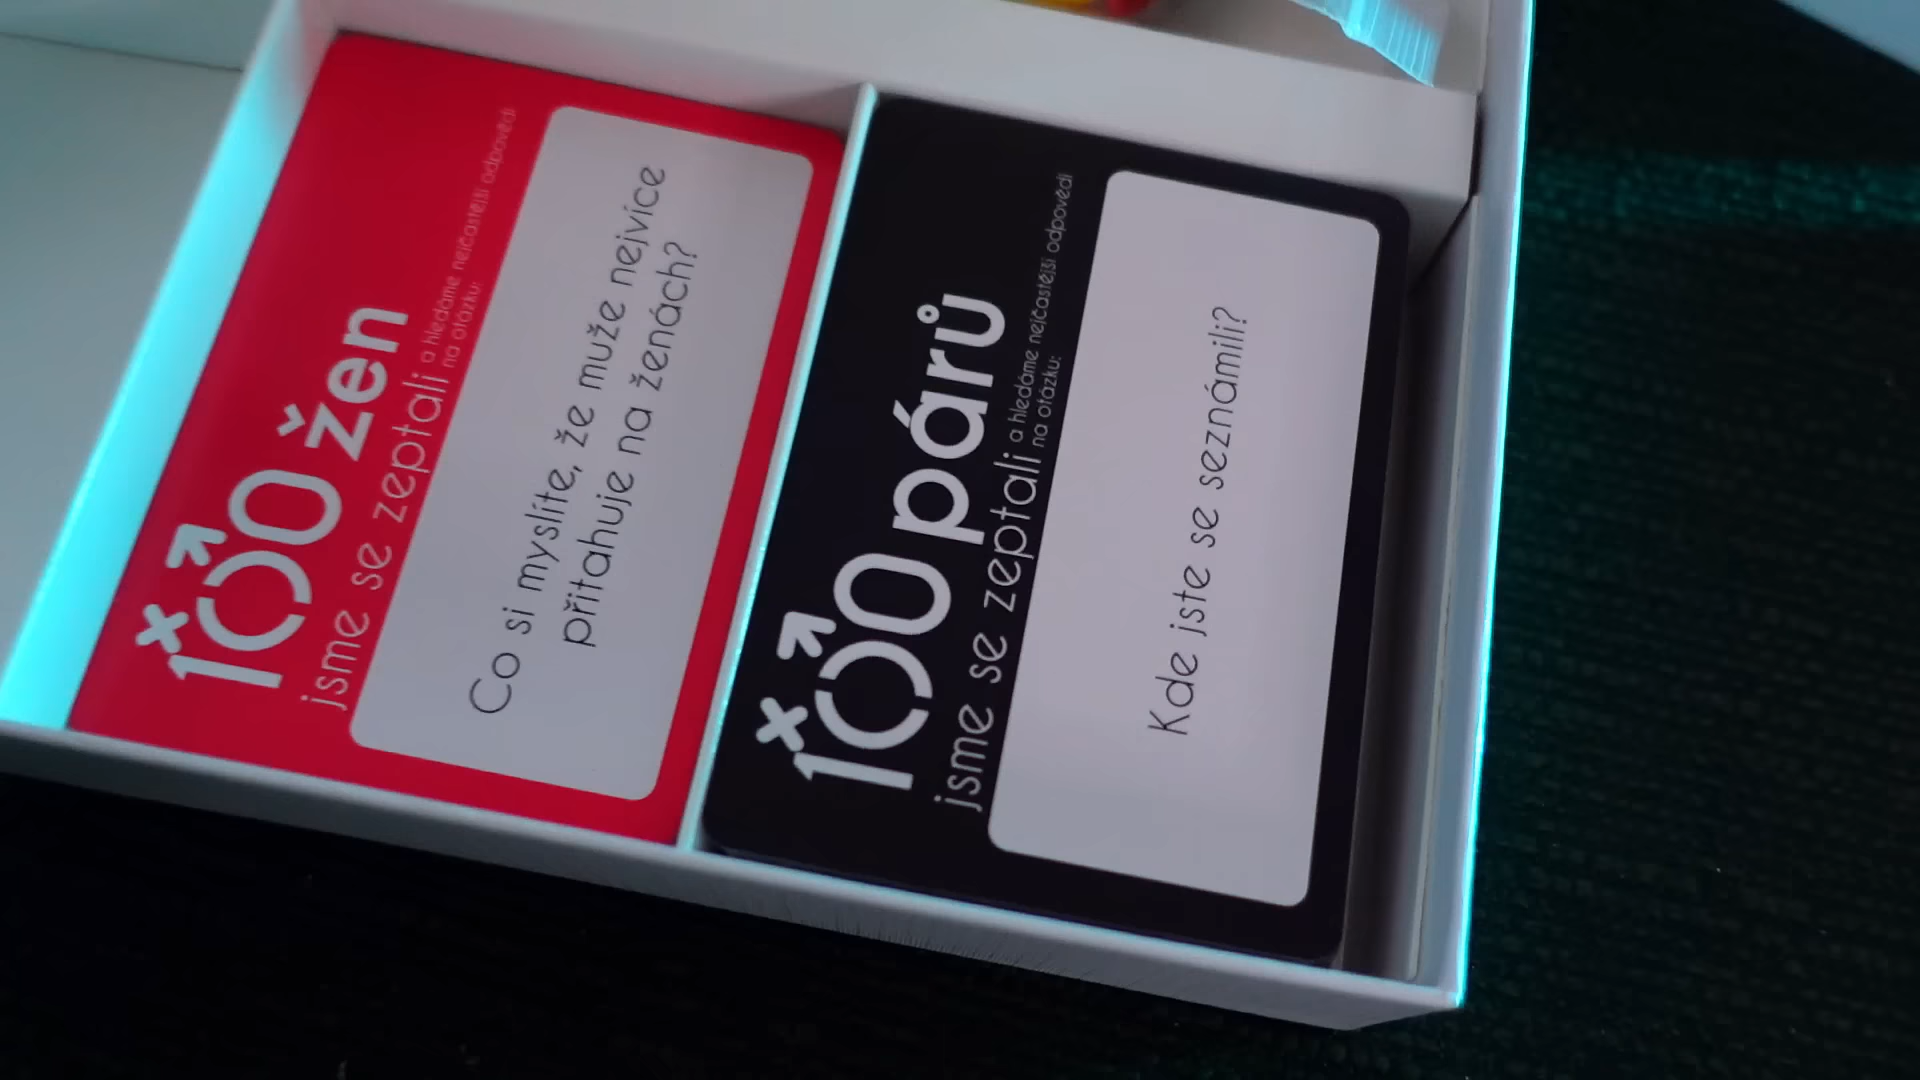 100 žen
jsme se zeptali a hledáme nejčastější odpovědi
na otázku:
Co si myslíte, že muže nejvíce
přitahuje na ženách?
100 párů
jsme se zeptali a hledáme nejčastější odpovědi
na otázku:
Kde jste se seznámili?